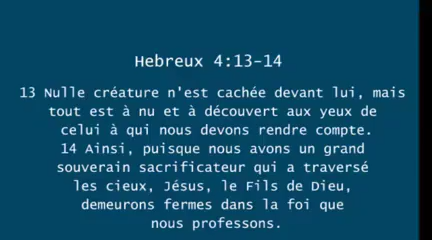 Hebreux 4:13-14
13 Nulle créature n'est cachée devant lui, mais
tout est à nu et à découvert aux yeux de
celui à qui nous devons rendre compte.
14 Ainsi, puisque nous avons un grand
souverain sacrificateur qui a traversé
les cieux, Jésus, le Fils de Dieu,
demeurons fermes dans la foi que
nous professons.